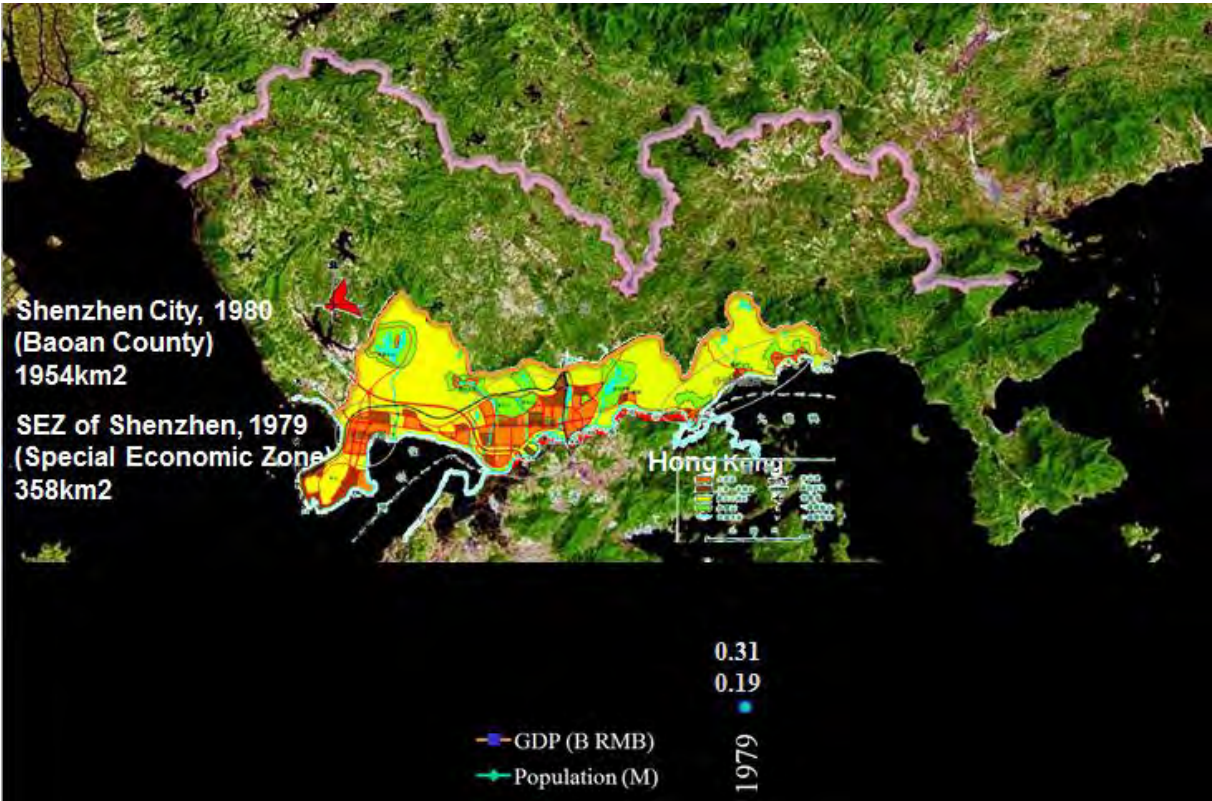 Shenzhen City, 1980
(Baoan County)
1954km2
SEZ of Shenzhen, 1979
(Special Economic Zone)
358km2
Hong Kong
0.31
0.19
GDP (B RMB)
Population (M)
1979